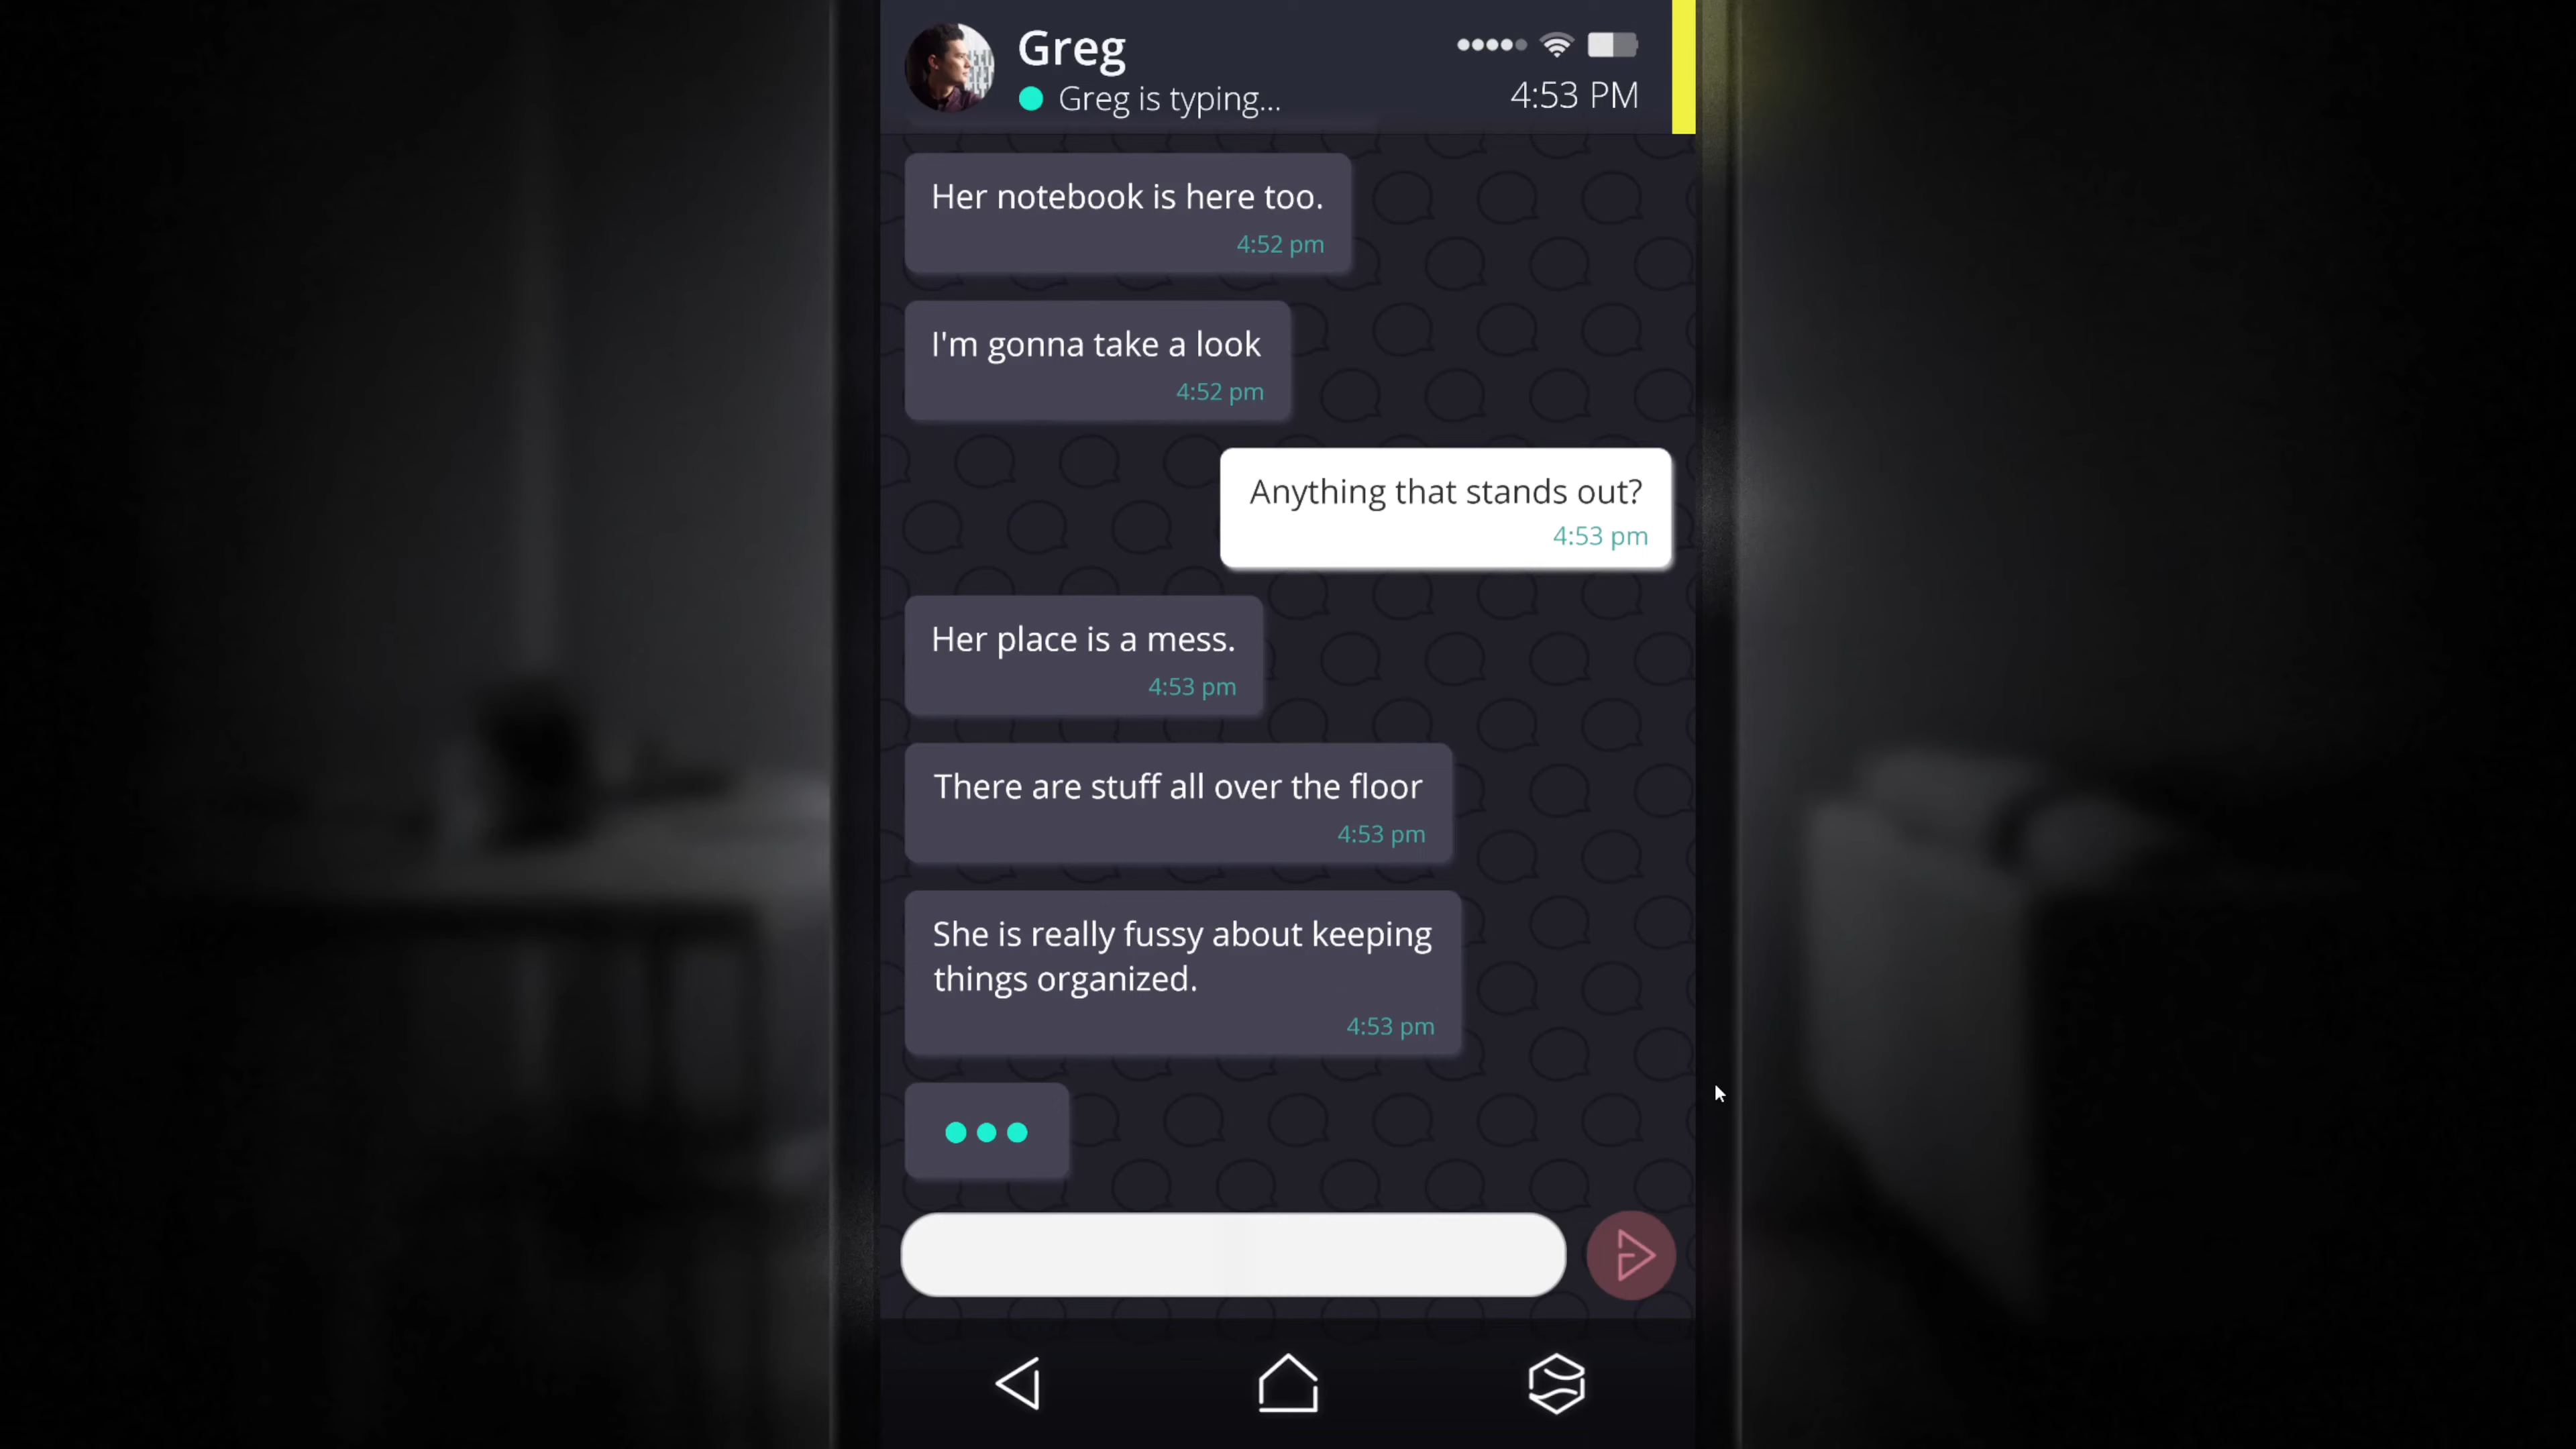 Greg
Greg is typing...
4:53 PM
Her notebook is here too.
4:52 pm
I'm gonna take a look
4:52 pm
Anything that stands out?
4:53 pm
Her place is a mess.
4:53 pm
There are stuff all over the floor
4:53 pm
She is really fussy about keeping
things organized.
4:53 pm